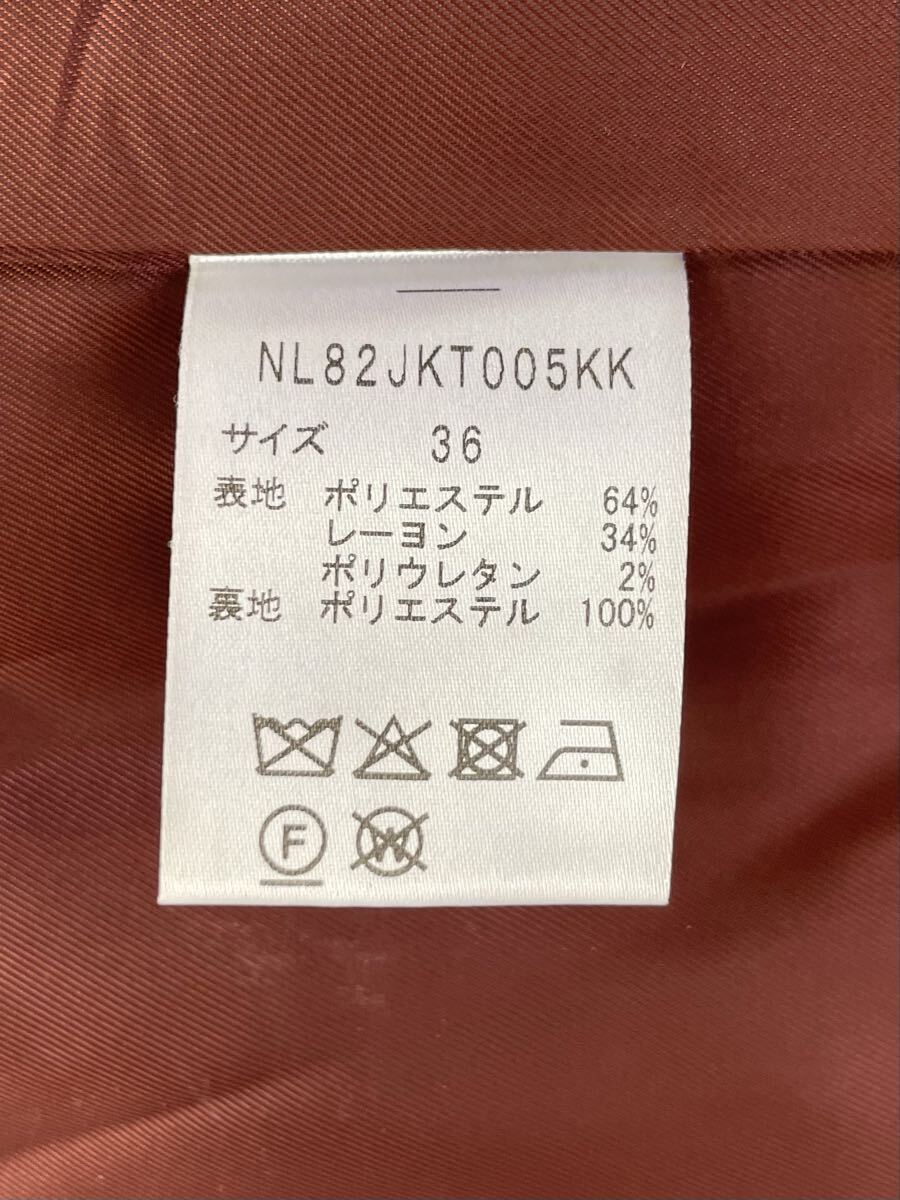 NL82JKT005KK
サイズ 36
表地 ポリエステル 64%
レーヨン 34%
ポリウレタン 2%
裏地 ポリエステル 100%
F W